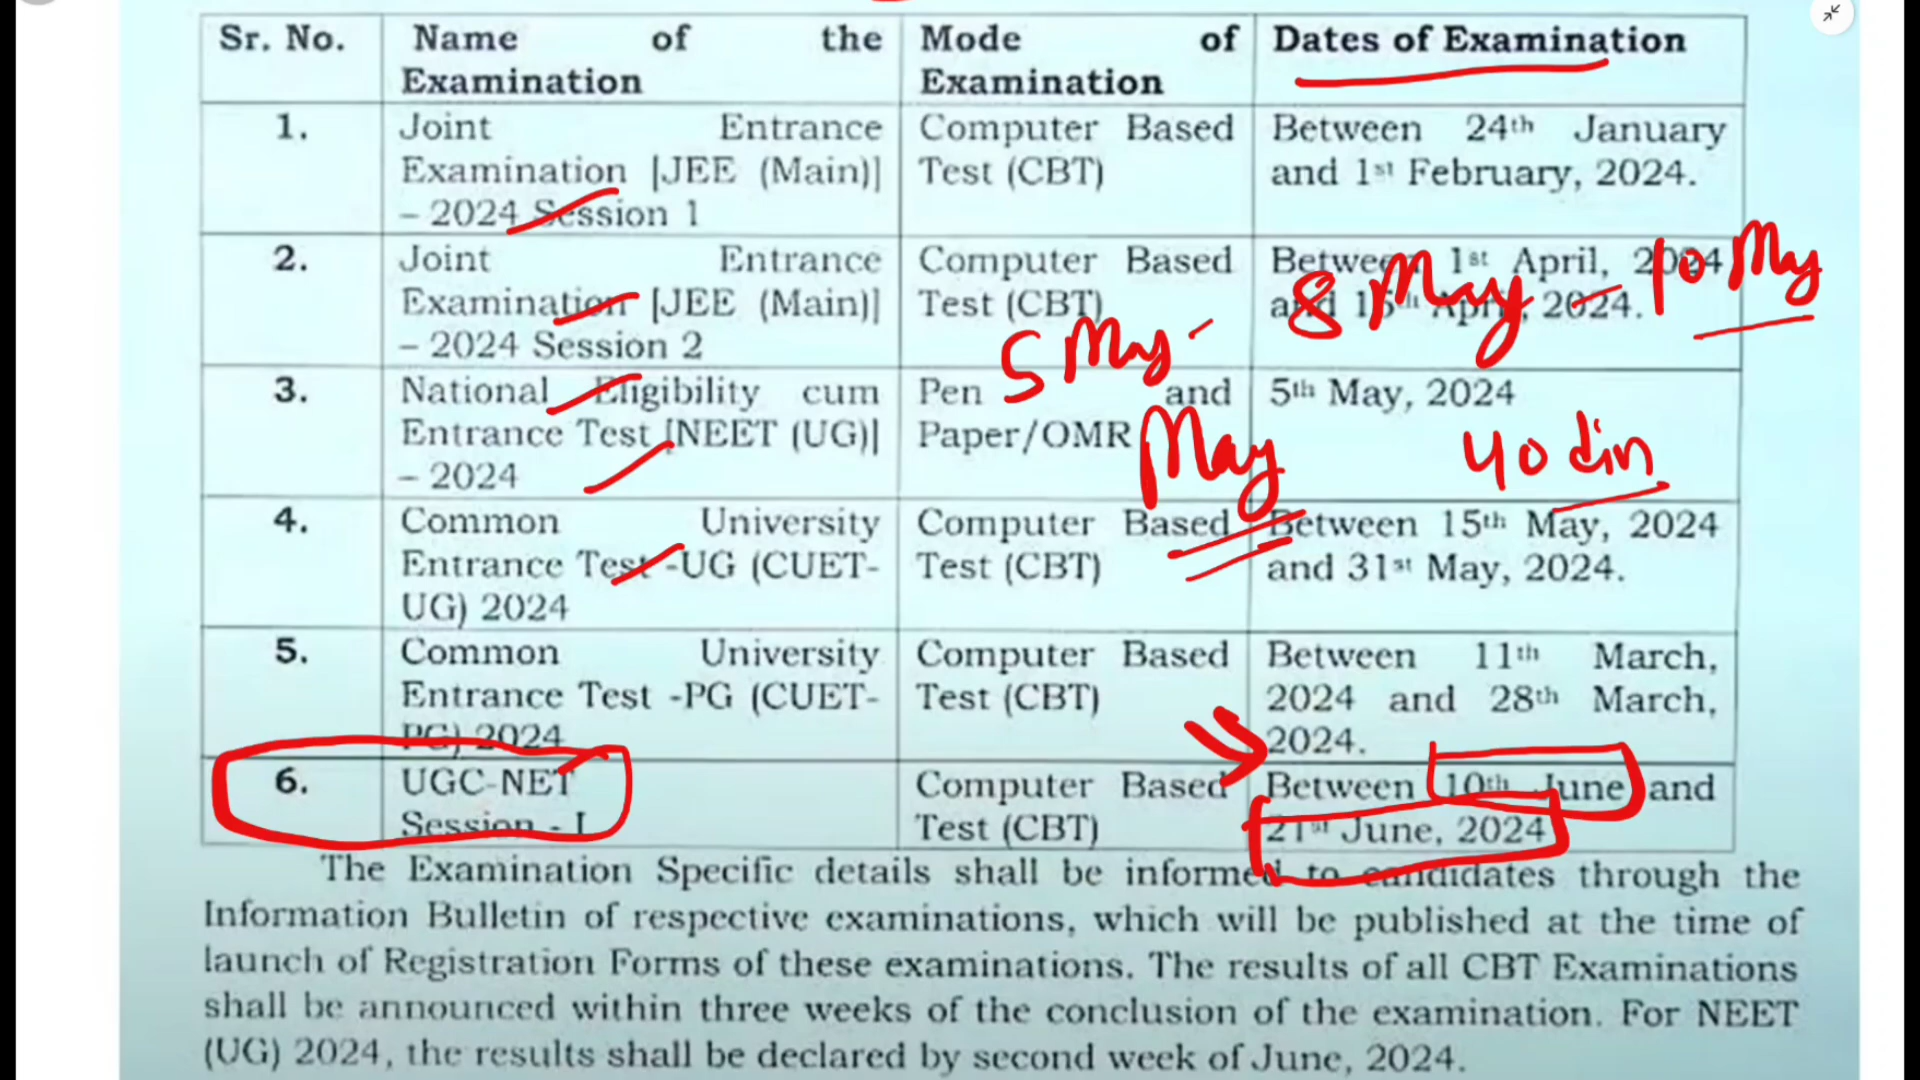 Sr. No. Name of the Mode of Dates of Examination
Examination Examination
1. Joint Entrance Computer Based Between 24th January
Examination [JEE (Main)] Test (CBT) and 1st February, 2024.
– 2024 Session 1
2. Joint Entrance Computer Based Between 1st April, 2024
Examination [JEE (Main)] Test (CBT) and 15th April, 2024.
– 2024 Session 2
8 May – 10 May
5 May -
3. National Eligibility cum Pen and 5th May, 2024
Entrance Test [NEET (UG)] Paper/OMR
– 2024
May
40 din
4. Common University Computer Based Between 15th May, 2024
Entrance Test -UG (CUET- Test (CBT) and 31st May, 2024.
UG) 2024
5. Common University Computer Based Between 11th March,
Entrance Test -PG (CUET- Test (CBT) 2024 and 28th March,
PG) 2024 2024.
6. UGC-NET Computer Based Between 10th June and
Session - I Test (CBT) 21st June, 2024
The Examination Specific details shall be informed to candidates through the
Information Bulletin of respective examinations, which will be published at the time of
launch of Registration Forms of these examinations. The results of all CBT Examinations
shall be announced within three weeks of the conclusion of the examination. For NEET
(UG) 2024, the results shall be declared by second week of June, 2024.